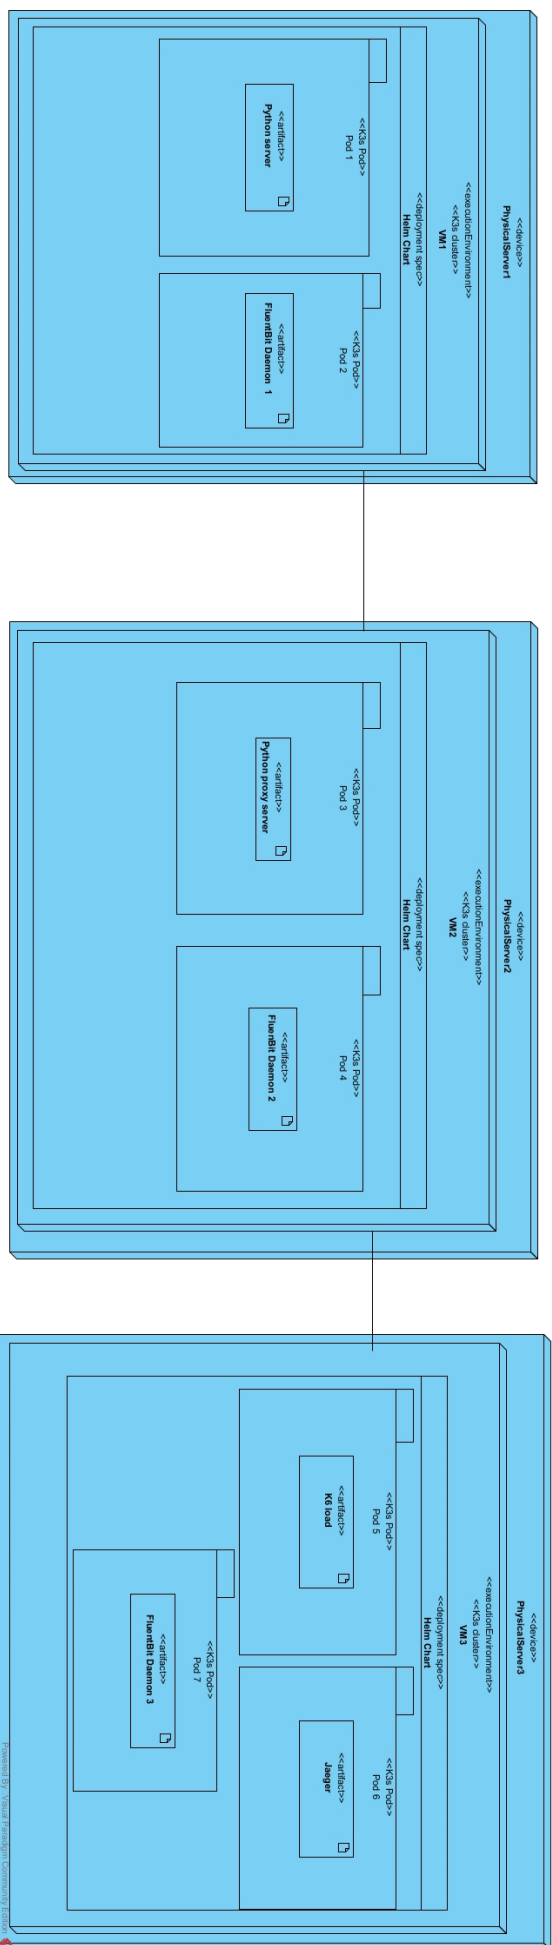 <<device>>
PhysicalServer1
<<executionEnvironment>>
<<K3s cluster>>
VM1
<<deployment spec>>
Helm Chart
<<K3s Pod>>
Pod 1
<<artifact>>
Python server
<<K3s Pod>>
Pod 2
<<artifact>>
FluentBit Daemon 1
<<device>>
PhysicalServer2
<<executionEnvironment>>
<<K3s cluster>>
VM2
<<deployment spec>>
Helm Chart
<<K3s Pod>>
Pod 3
<<artifact>>
Python proxy server
<<K3s Pod>>
Pod 4
<<artifact>>
FluenBit Daemon 2
<<device>>
PhysicalServer3
<<executionEnvironment>>
<<K3s cluster>>
VM3
<<deployment spec>>
Helm Chart
<<K3s Pod>>
Pod 5
<<artifact>>
K6 load
<<K3s Pod>>
Pod 6
<<artifact>>
Jaeger
<<K3s Pod>>
Pod 7
<<artifact>>
FluentBit Daemon 3
Powered By: Visual Paradigm Community Edition